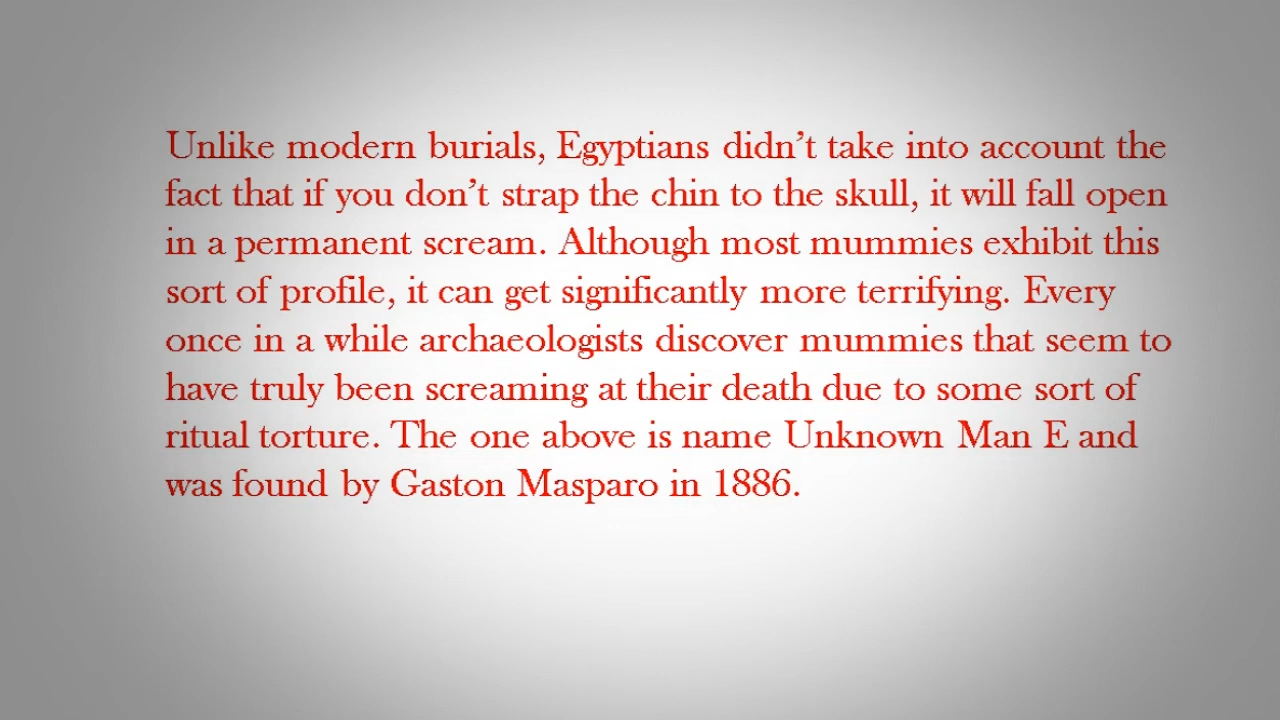 Unlike modern burials, Egyptians didn’t take into account the
fact that if you don’t strap the chin to the skull, it will fall open
in a permanent scream. Although most mummies exhibit this
sort of profile, it can get significantly more terrifying. Every
once in a while archaeologists discover mummies that seem to
have truly been screaming at their death due to some sort of
ritual torture. The one above is name Unknown Man E and
was found by Gaston Masparo in 1886.